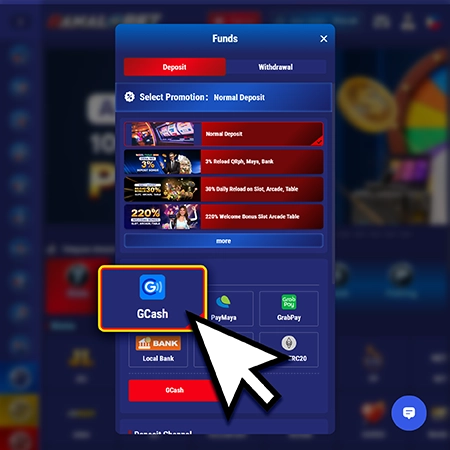 Funds
Deposit
Withdrawal
Select Promotion: Normal Deposit
Normal Deposit
3%
3% Reload QRph, Maya, Bank
30%
30% Daily Reload on Slot, Arcade, Table
220%
220% Welcome Bonus Slot Arcade Table
more
GCash
PayMaya
GrabPay
Grab
Pay
BANK
Local Bank
RC20
GCash
Deposit Channel